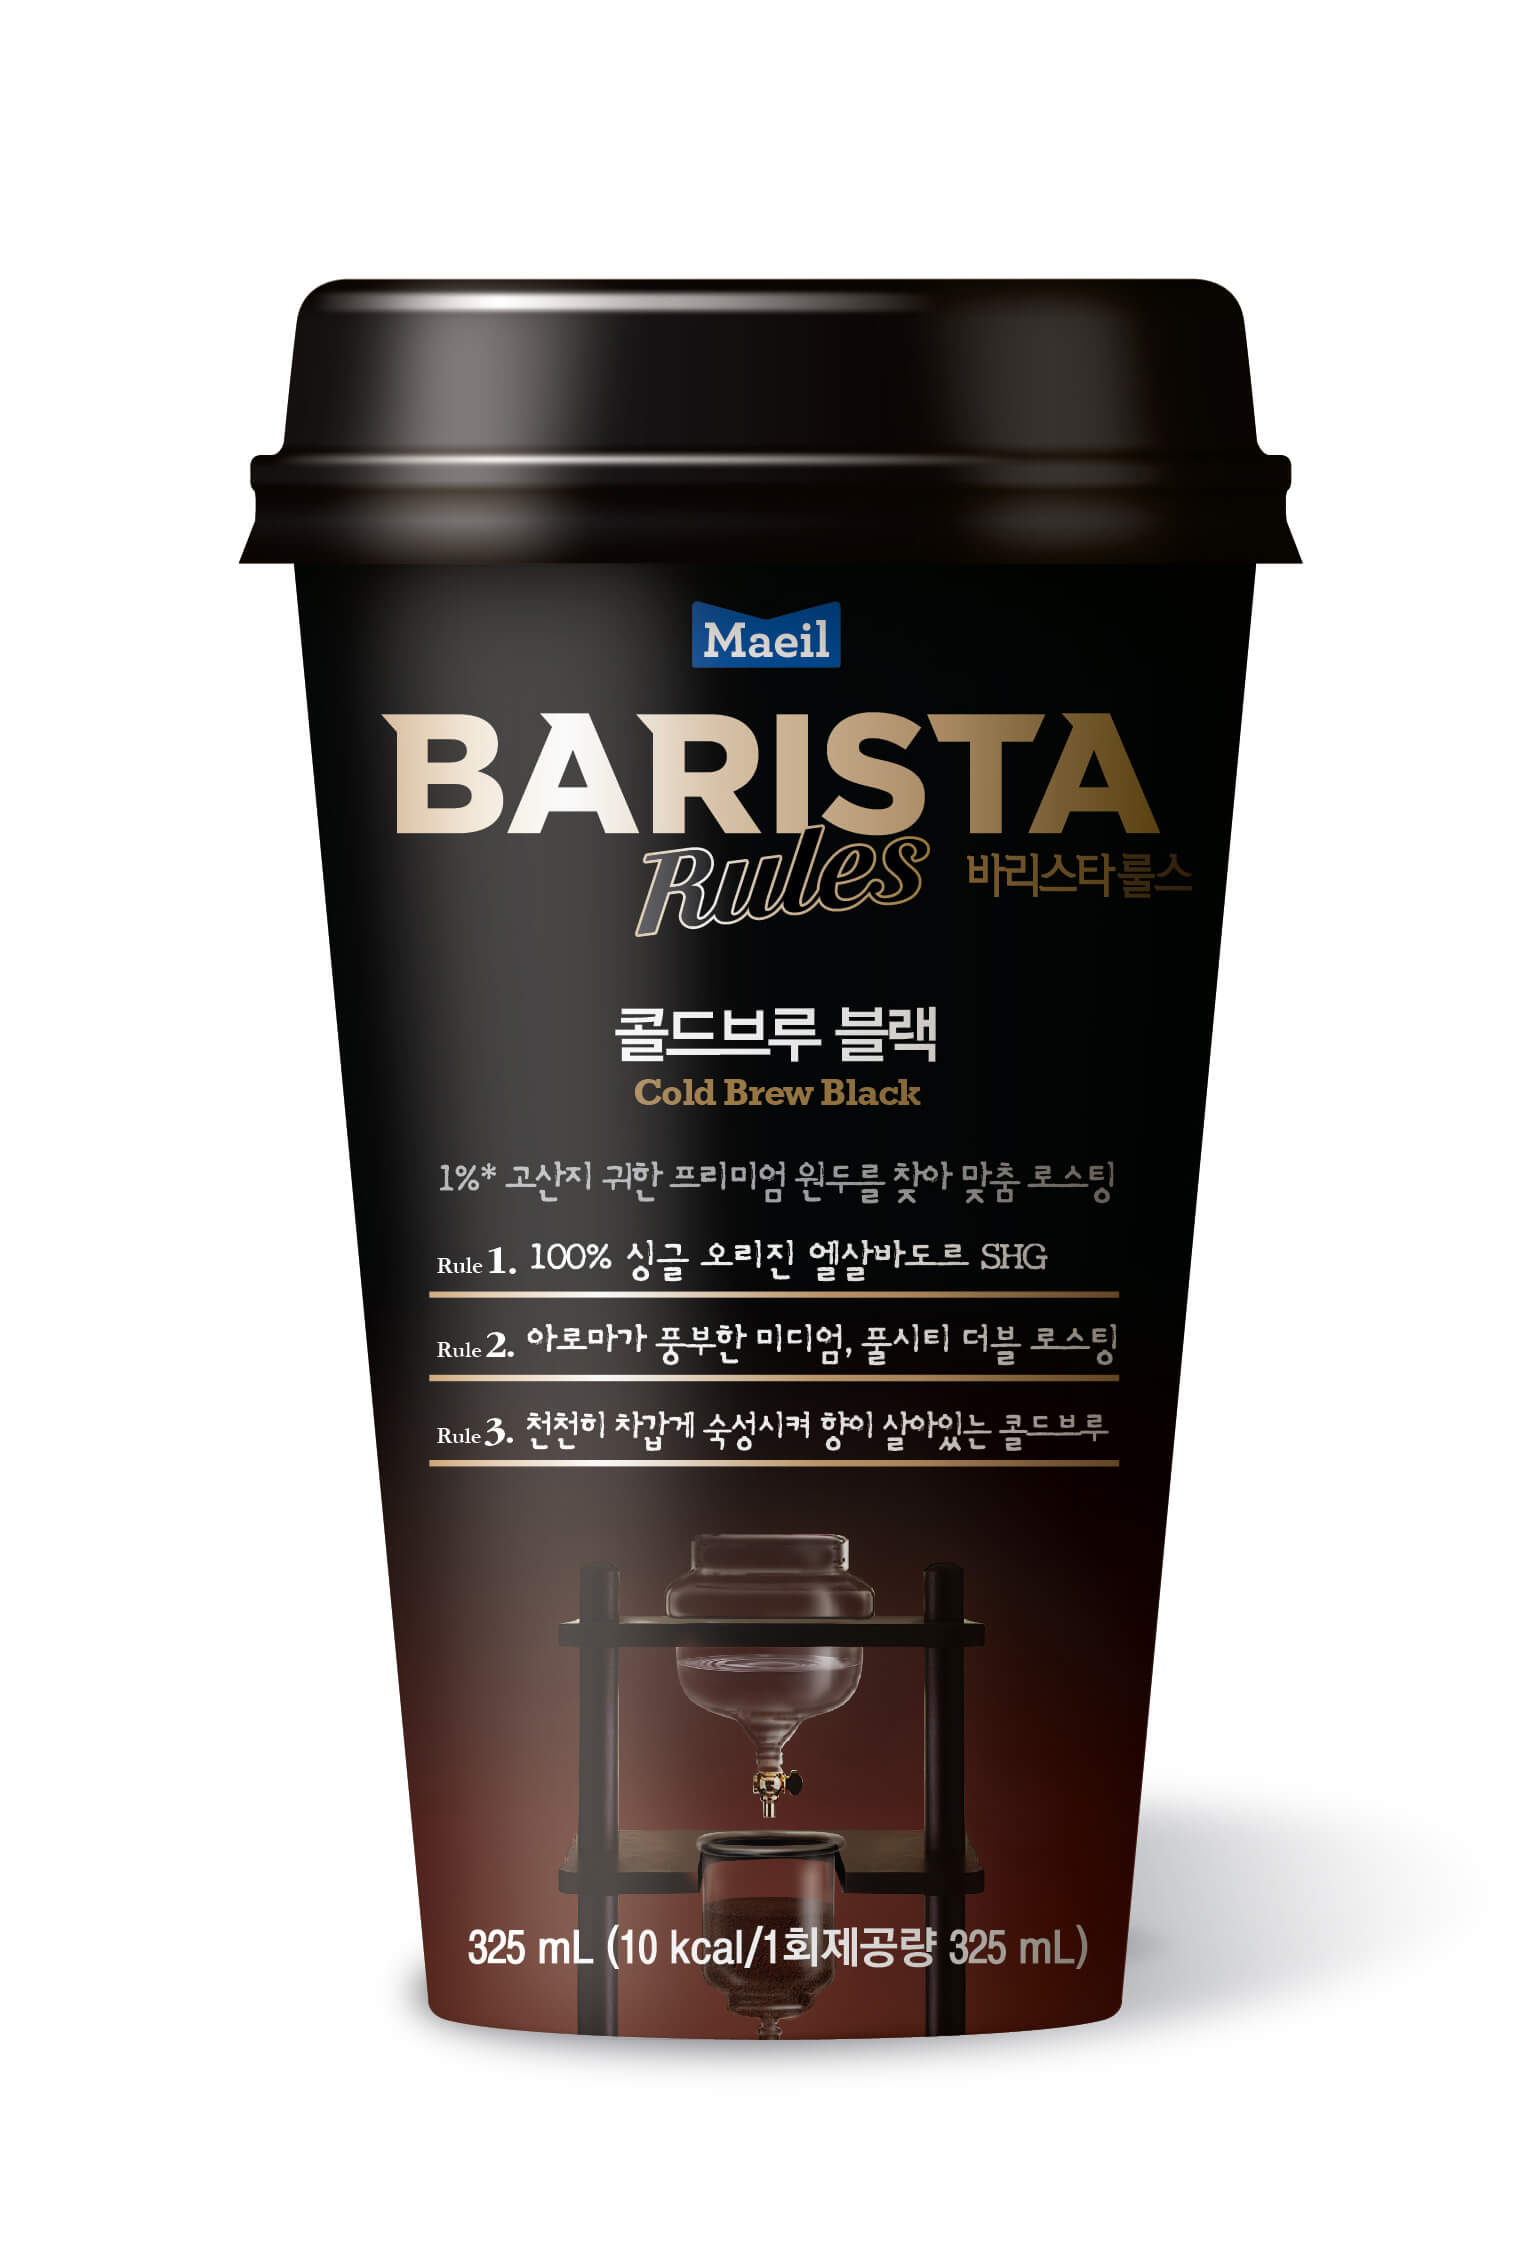 Maeil
BARISTA
Rules 바리스타룰스
콜드브루 블랙
Cold Brew Black
1%* 고산지 귀한 프리미엄 원두를 찾아 맞춤 로스팅
Rule 1. 100% 싱글 오리진 엘살바도르 SHG
Rule 2. 아로마가 풍부한 미디엄, 풀시티 더블 로스팅
Rule 3. 천천히 차갑게 숙성시켜 향이 살아있는 콜드브루
325 mL (10 kcal/1회제공량 325 mL)